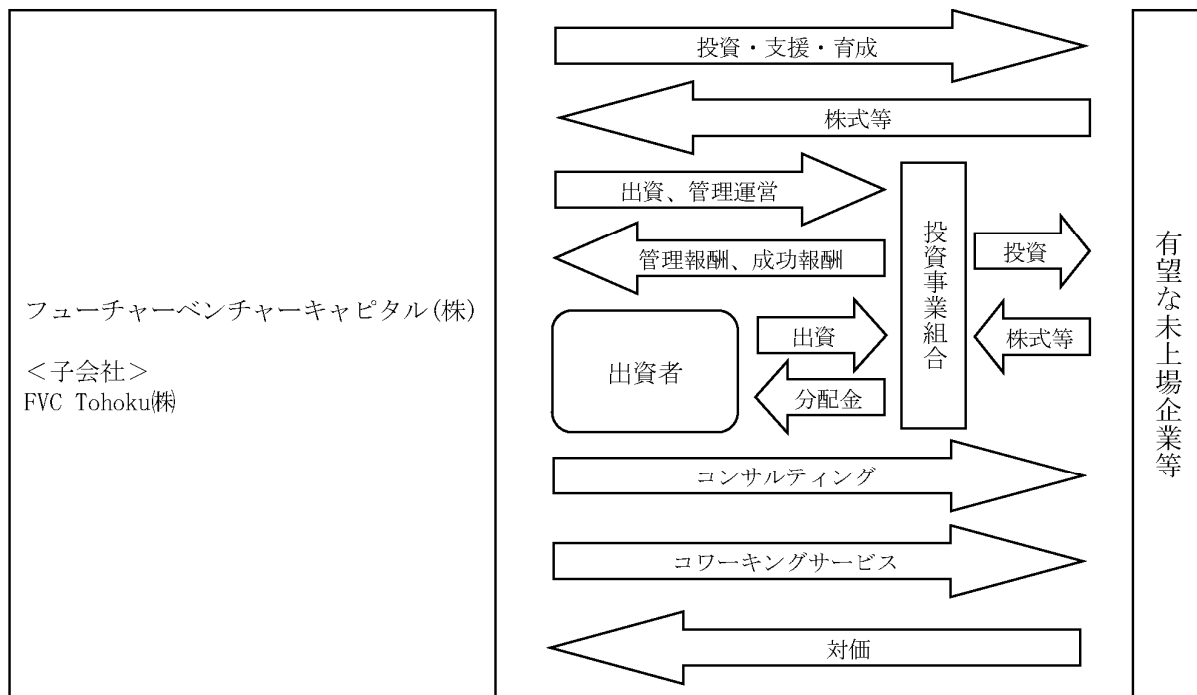 フューチャーベンチャーキャピタル(株)
＜子会社＞
FVC Tohoku㈱
投資・支援・育成
株式等
出資、管理運営
管理報酬、成功報酬
出資者
出資
分配金
投資事業組合
投資
株式等
コンサルティング
コワーキングサービス
対価
有望な未上場企業等